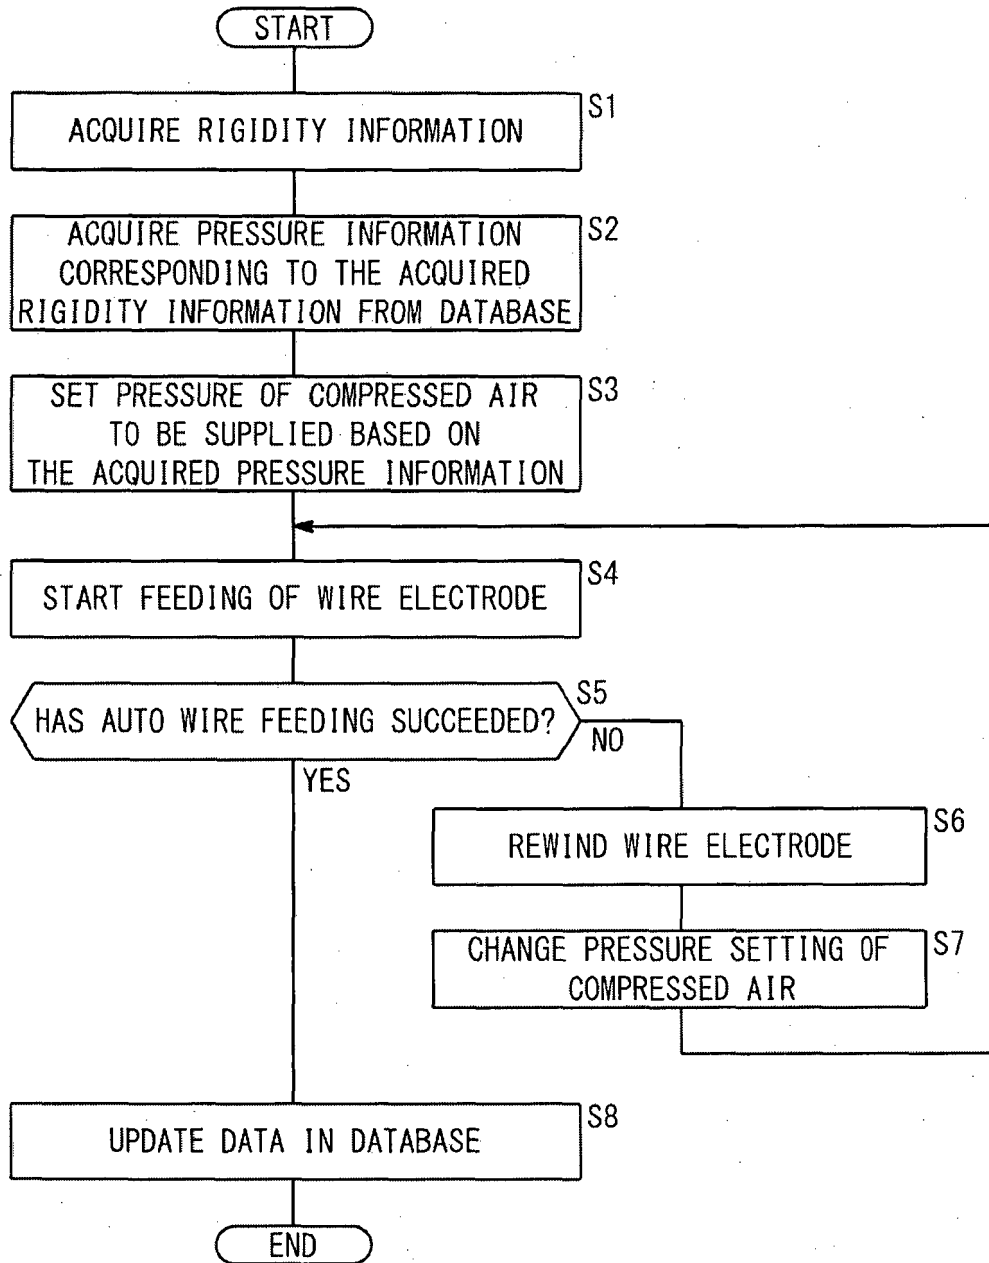 START
S1
ACQUIRE RIGIDITY INFORMATION
S2
ACQUIRE PRESSURE INFORMATION
CORRESPONDING TO THE ACQUIRED
RIGIDITY INFORMATION FROM DATABASE
S3
SET PRESSURE OF COMPRESSED AIR
TO BE SUPPLIED BASED ON
THE ACQUIRED PRESSURE INFORMATION
S4
START FEEDING OF WIRE ELECTRODE
S5
HAS AUTO WIRE FEEDING SUCCEEDED?
NO
YES
S6
REWIND WIRE ELECTRODE
S7
CHANGE PRESSURE SETTING OF
COMPRESSED AIR
S8
UPDATE DATA IN DATABASE
END